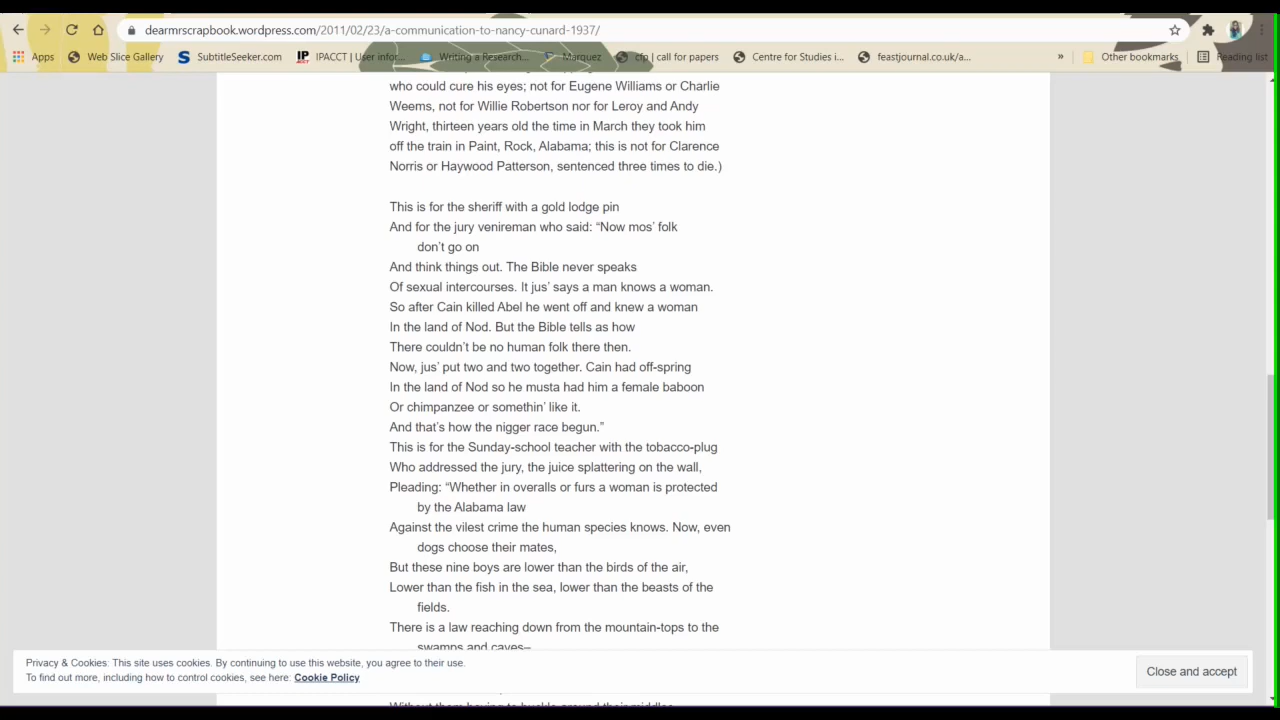 dearmrscrapbook.wordpress.com/2011/02/23/a-communication-to-nancy-cunard-1937/
Apps Web Slice Gallery SubtitleSeeker.com IPACCT | User infor... Writing a Research... Marquez cfp | call for papers Centre for Studies i... feastjournal.co.uk/a... » Other bookmarks Reading list
who could cure his eyes; not for Eugene Williams or Charlie
Weems, not for Willie Robertson nor for Leroy and Andy
Wright, thirteen years old the time in March they took him
off the train in Paint, Rock, Alabama; this is not for Clarence
Norris or Haywood Patterson, sentenced three times to die.)
This is for the sheriff with a gold lodge pin
And for the jury venireman who said: “Now mos’ folk
don’t go on
And think things out. The Bible never speaks
Of sexual intercourses. It jus’ says a man knows a woman.
So after Cain killed Abel he went off and knew a woman
In the land of Nod. But the Bible tells as how
There couldn’t be no human folk there then.
Now, jus’ put two and two together. Cain had off-spring
In the land of Nod so he musta had him a female baboon
Or chimpanzee or somethin’ like it.
And that’s how the nigger race begun.”
This is for the Sunday-school teacher with the tobacco-plug
Who addressed the jury, the juice splattering on the wall,
Pleading: “Whether in overalls or furs a woman is protected
by the Alabama law
Against the vilest crime the human species knows. Now, even
dogs choose their mates,
But these nine boys are lower than the birds of the air,
Lower than the fish in the sea, lower than the beasts of the
fields.
There is a law reaching down from the mountain-tops to the
swamps and caves–
Privacy & Cookies: This site uses cookies. By continuing to use this website, you agree to their use.
To find out more, including how to control cookies, see here: Cookie Policy
Close and accept